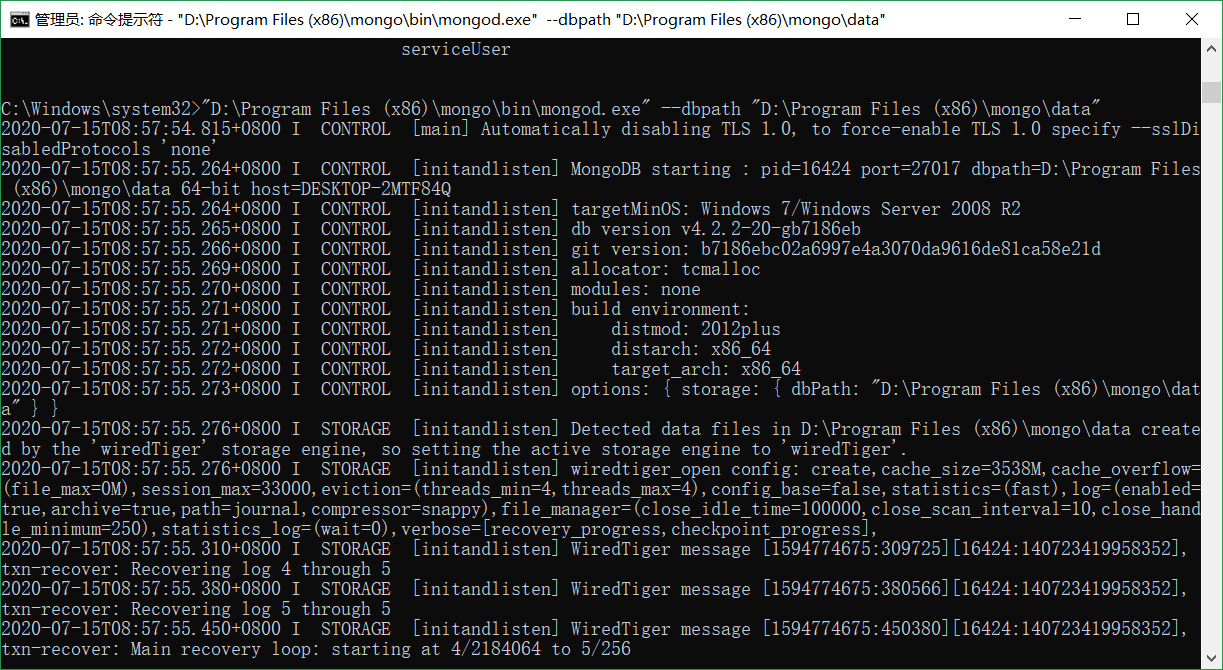 管理员: 命令提示符 - "D:\Program Files (x86)\mongo\bin\mongod.exe"  --dbpath "D:\Program Files (x86)\mongo\data"
serviceUser
C:\Windows\system32>"D:\Program Files (x86)\mongo\bin\mongod.exe" --dbpath "D:\Program Files (x86)\mongo\data"
2020-07-15T08:57:54.815+0800 I  CONTROL  [main] Automatically disabling TLS 1.0, to force-enable TLS 1.0 specify --sslDi
sabledProtocols 'none'
2020-07-15T08:57:55.264+0800 I  CONTROL  [initandlisten] MongoDB starting : pid=16424 port=27017 dbpath=D:\Program Files
 (x86)\mongo\data 64-bit host=DESKTOP-2MTF84Q
2020-07-15T08:57:55.264+0800 I  CONTROL  [initandlisten] targetMinOS: Windows 7/Windows Server 2008 R2
2020-07-15T08:57:55.265+0800 I  CONTROL  [initandlisten] db version v4.2.2-20-gb7186eb
2020-07-15T08:57:55.266+0800 I  CONTROL  [initandlisten] git version: b7186ebc02a6997e4a3070da9616de81ca58e21d
2020-07-15T08:57:55.269+0800 I  CONTROL  [initandlisten] allocator: tcmalloc
2020-07-15T08:57:55.270+0800 I  CONTROL  [initandlisten] modules: none
2020-07-15T08:57:55.271+0800 I  CONTROL  [initandlisten] build environment:
2020-07-15T08:57:55.271+0800 I  CONTROL  [initandlisten]     distmod: 2012plus
2020-07-15T08:57:55.272+0800 I  CONTROL  [initandlisten]     distarch: x86_64
2020-07-15T08:57:55.272+0800 I  CONTROL  [initandlisten]     target_arch: x86_64
2020-07-15T08:57:55.273+0800 I  CONTROL  [initandlisten] options: { storage: { dbPath: "D:\Program Files (x86)\mongo\dat
a" } }
2020-07-15T08:57:55.276+0800 I  STORAGE  [initandlisten] Detected data files in D:\Program Files (x86)\mongo\data create
d by the 'wiredTiger' storage engine, so setting the active storage engine to 'wiredTiger'.
2020-07-15T08:57:55.276+0800 I  STORAGE  [initandlisten] wiredtiger_open config: create,cache_size=3538M,cache_overflow=
(file_max=0M),session_max=33000,eviction=(threads_min=4,threads_max=4),config_base=false,statistics=(fast),log=(enabled=
true,archive=true,path=journal,compressor=snappy),file_manager=(close_idle_time=100000,close_scan_interval=10,close_hand
le_minimum=250),statistics_log=(wait=0),verbose=[recovery_progress,checkpoint_progress],
2020-07-15T08:57:55.310+0800 I  STORAGE  [initandlisten] WiredTiger message [1594774675:309725][16424:140723419958352],
txn-recover: Recovering log 4 through 5
2020-07-15T08:57:55.380+0800 I  STORAGE  [initandlisten] WiredTiger message [1594774675:380566][16424:140723419958352],
txn-recover: Recovering log 5 through 5
2020-07-15T08:57:55.450+0800 I  STORAGE  [initandlisten] WiredTiger message [1594774675:450380][16424:140723419958352],
txn-recover: Main recovery loop: starting at 4/2184064 to 5/256